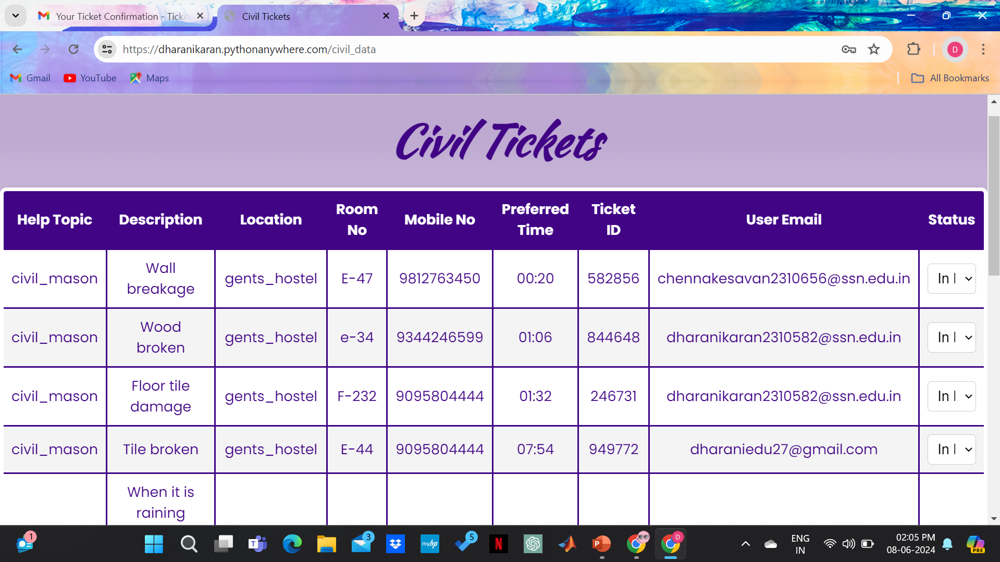 Your Ticket Confirmation - Ticke
Civil Tickets
https://dharanikaran.pythonanywhere.com/civil_data
D
Gmail
YouTube
Maps
All Bookmarks
Civil Tickets
Help Topic Description Location Room No Mobile No Preferred Time Ticket ID User Email Status
civil_mason Wall breakage gents_hostel E-47 9812763450 00:20 582856 chennakesavan2310656@ssn.edu.in In
civil_mason Wood broken gents_hostel e-34 9344246599 01:06 844648 dharanikaran2310582@ssn.edu.in In
civil_mason Floor tile damage gents_hostel F-232 9095804444 01:32 246731 dharanikaran2310582@ssn.edu.in In
civil_mason Tile broken gents_hostel E-44 9095804444 07:54 949772 dharaniedu27@gmail.com In
When it is
raining
1
T
3
myhp
5
N
P
D
ENG
IN
02:05 PM
08-06-2024
PRE